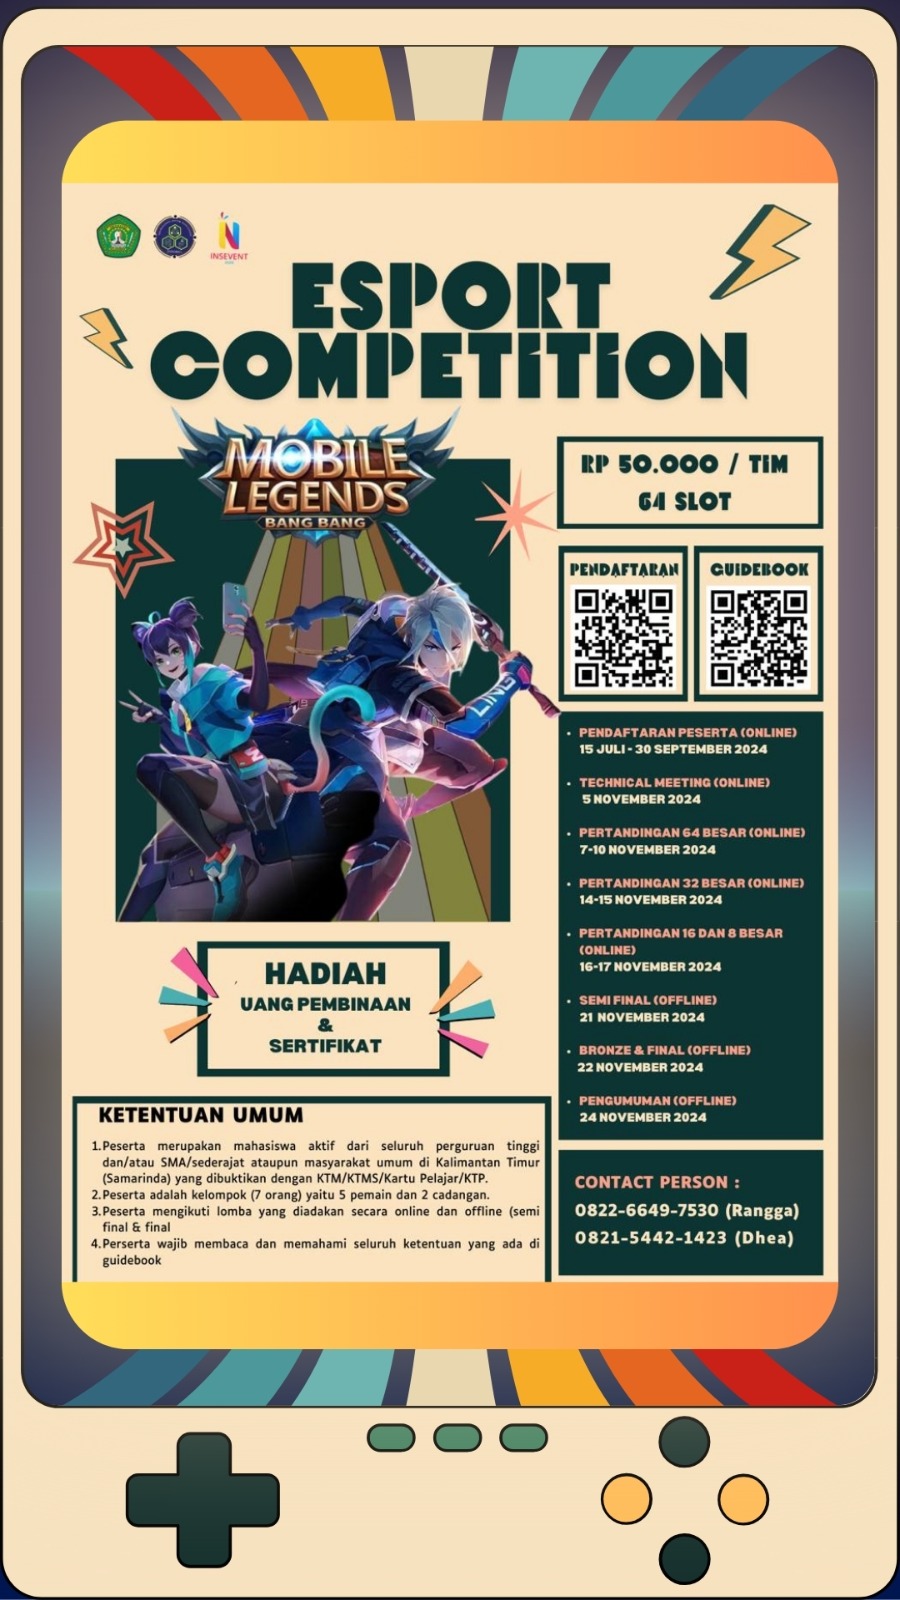 INSEVENT
ESPORT
COMPETITION
MOBILE
LEGENDS
BANG BANG
LING
RP 50.000 / TIM
64 SLOT
PENDAFTARAN
GUIDEBOOK
• PENDAFTARAN PESERTA (ONLINE)
15 JULI - 30 SEPTEMBER 2024
• TECHNICAL MEETING (ONLINE)
5 NOVEMBER 2024
• PERTANDINGAN 64 BESAR (ONLINE)
7-10 NOVEMBER 2024
• PERTANDINGAN 32 BESAR (ONLINE)
14-15 NOVEMBER 2024
• PERTANDINGAN 16 DAN 8 BESAR
(ONLINE)
16-17 NOVEMBER 2024
• SEMI FINAL (OFFLINE)
21 NOVEMBER 2024
• BRONZE & FINAL (OFFLINE)
22 NOVEMBER 2024
• PENGUMUMAN (OFFLINE)
24 NOVEMBER 2024
HADIAH
UANG PEMBINAAN
&
SERTIFIKAT
KETENTUAN UMUM
1. Peserta merupakan mahasiswa aktif dari seluruh perguruan tinggi
dan/atau SMA/sederajat ataupun masyarakat umum di Kalimantan Timur
(Samarinda) yang dibuktikan dengan KTM/KTMS/Kartu Pelajar/KTP.
2. Peserta adalah kelompok (7 orang) yaitu 5 pemain dan 2 cadangan.
3. Peserta mengikuti lomba yang diadakan secara online dan offline (semi
final & final
4. Perserta wajib membaca dan memahami seluruh ketentuan yang ada di
guidebook
CONTACT PERSON :
0822-6649-7530 (Rangga)
0821-5442-1423 (Dhea)